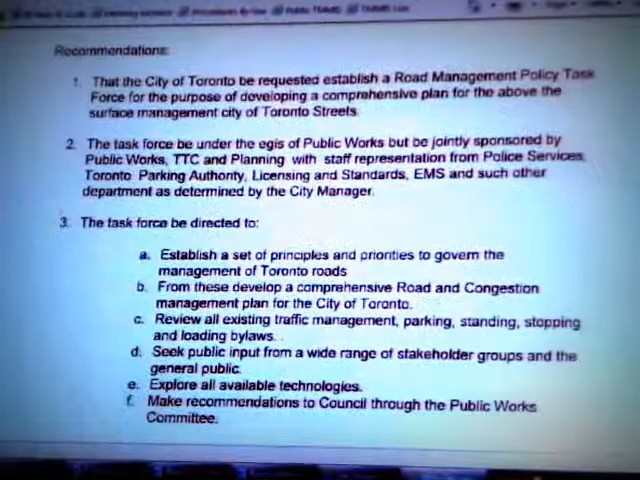 Recommendations:
1. That the City of Toronto be requested establish a Road Management Policy Task
Force for the purpose of developing a comprehensive plan for the above the
surface management city of Toronto Streets.
2. The task force be under the egis of Public Works but be jointly sponsored by
Public Works, TTC and Planning with staff representation from Police Services,
Toronto Parking Authority, Licensing and Standards, EMS and such other
department as determined by the City Manager.
3. The task force be directed to:
a. Establish a set of principles and priorities to govern the
management of Toronto roads
b. From these develop a comprehensive Road and Congestion
management plan for the City of Toronto.
c. Review all existing traffic management, parking, standing, stopping
and loading bylaws. .
d. Seek public input from a wide range of stakeholder groups and the
general public.
e. Explore all available technologies.
f. Make recommendations to Council through the Public Works
Committee.